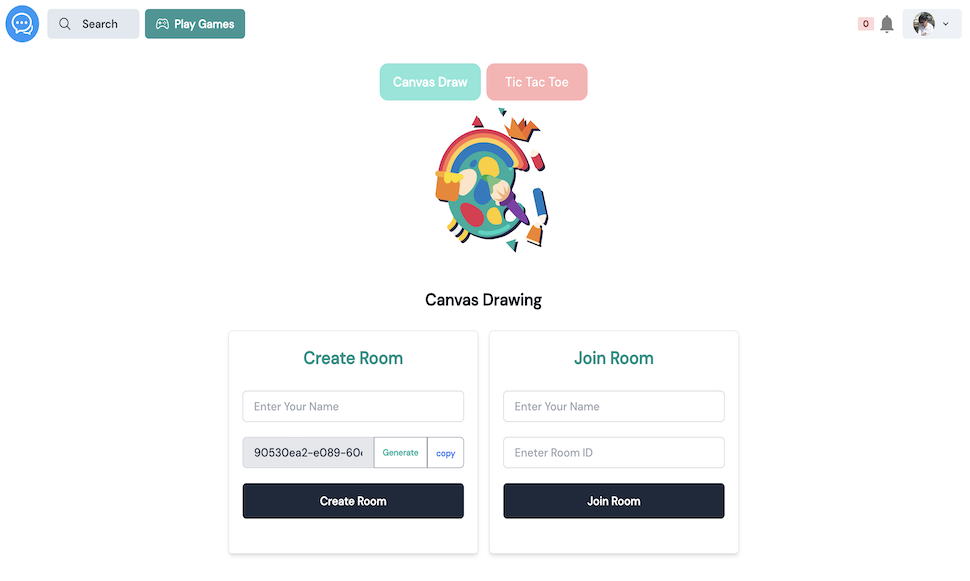 Search
Play Games
0
Canvas Draw
Tic Tac Toe
Canvas Drawing
Create Room
Enter Your Name
90530ea2-e089-60
Generate
copy
Create Room
Join Room
Enter Your Name
Eneter Room ID
Join Room